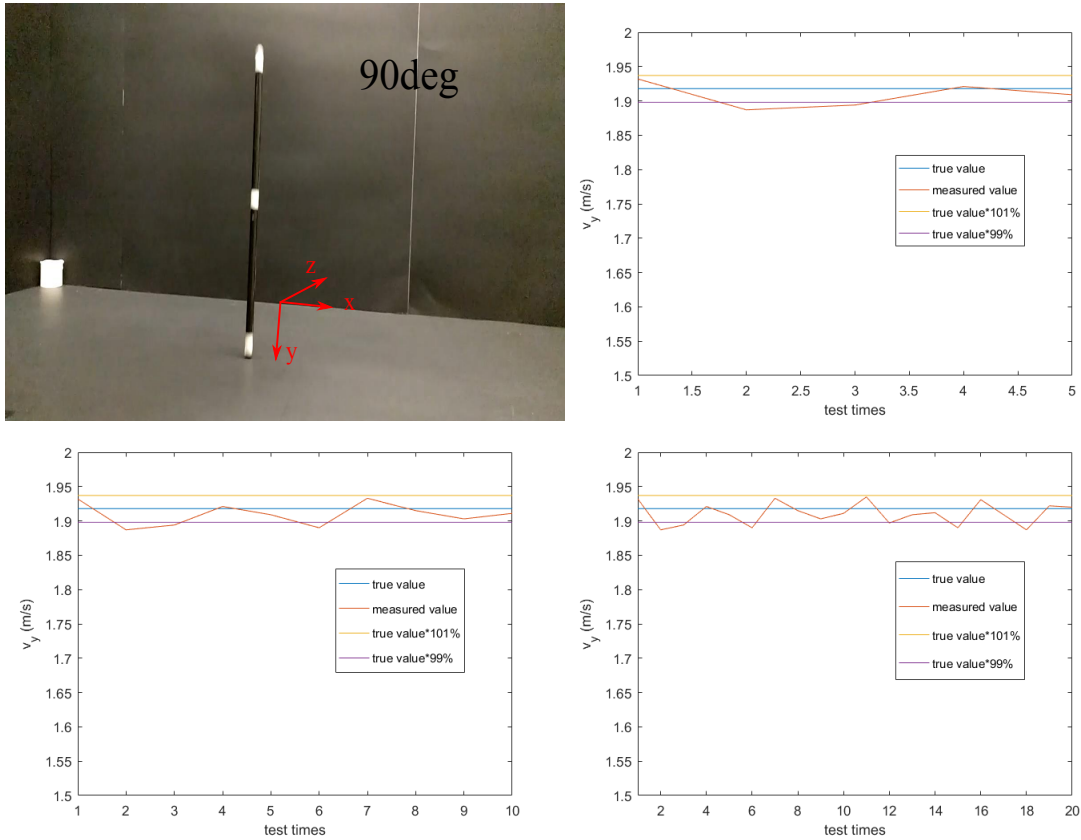 90deg
z
x
y
2
1.95
1.9
1.85
1.8
1.75
1.7
1.65
1.6
1.55
1.5
v_y (m/s)
1 1.5 2 2.5 3 3.5 4 4.5 5
test times
true value
measured value
true value*101%
true value*99%
2
1.95
1.9
1.85
1.8
1.75
1.7
1.65
1.6
1.55
1.5
v_y (m/s)
1 2 3 4 5 6 7 8 9 10
test times
true value
measured value
true value*101%
true value*99%
2
1.95
1.9
1.85
1.8
1.75
1.7
1.65
1.6
1.55
1.5
v_y (m/s)
2 4 6 8 10 12 14 16 18 20
test times
true value
measured value
true value*101%
true value*99%